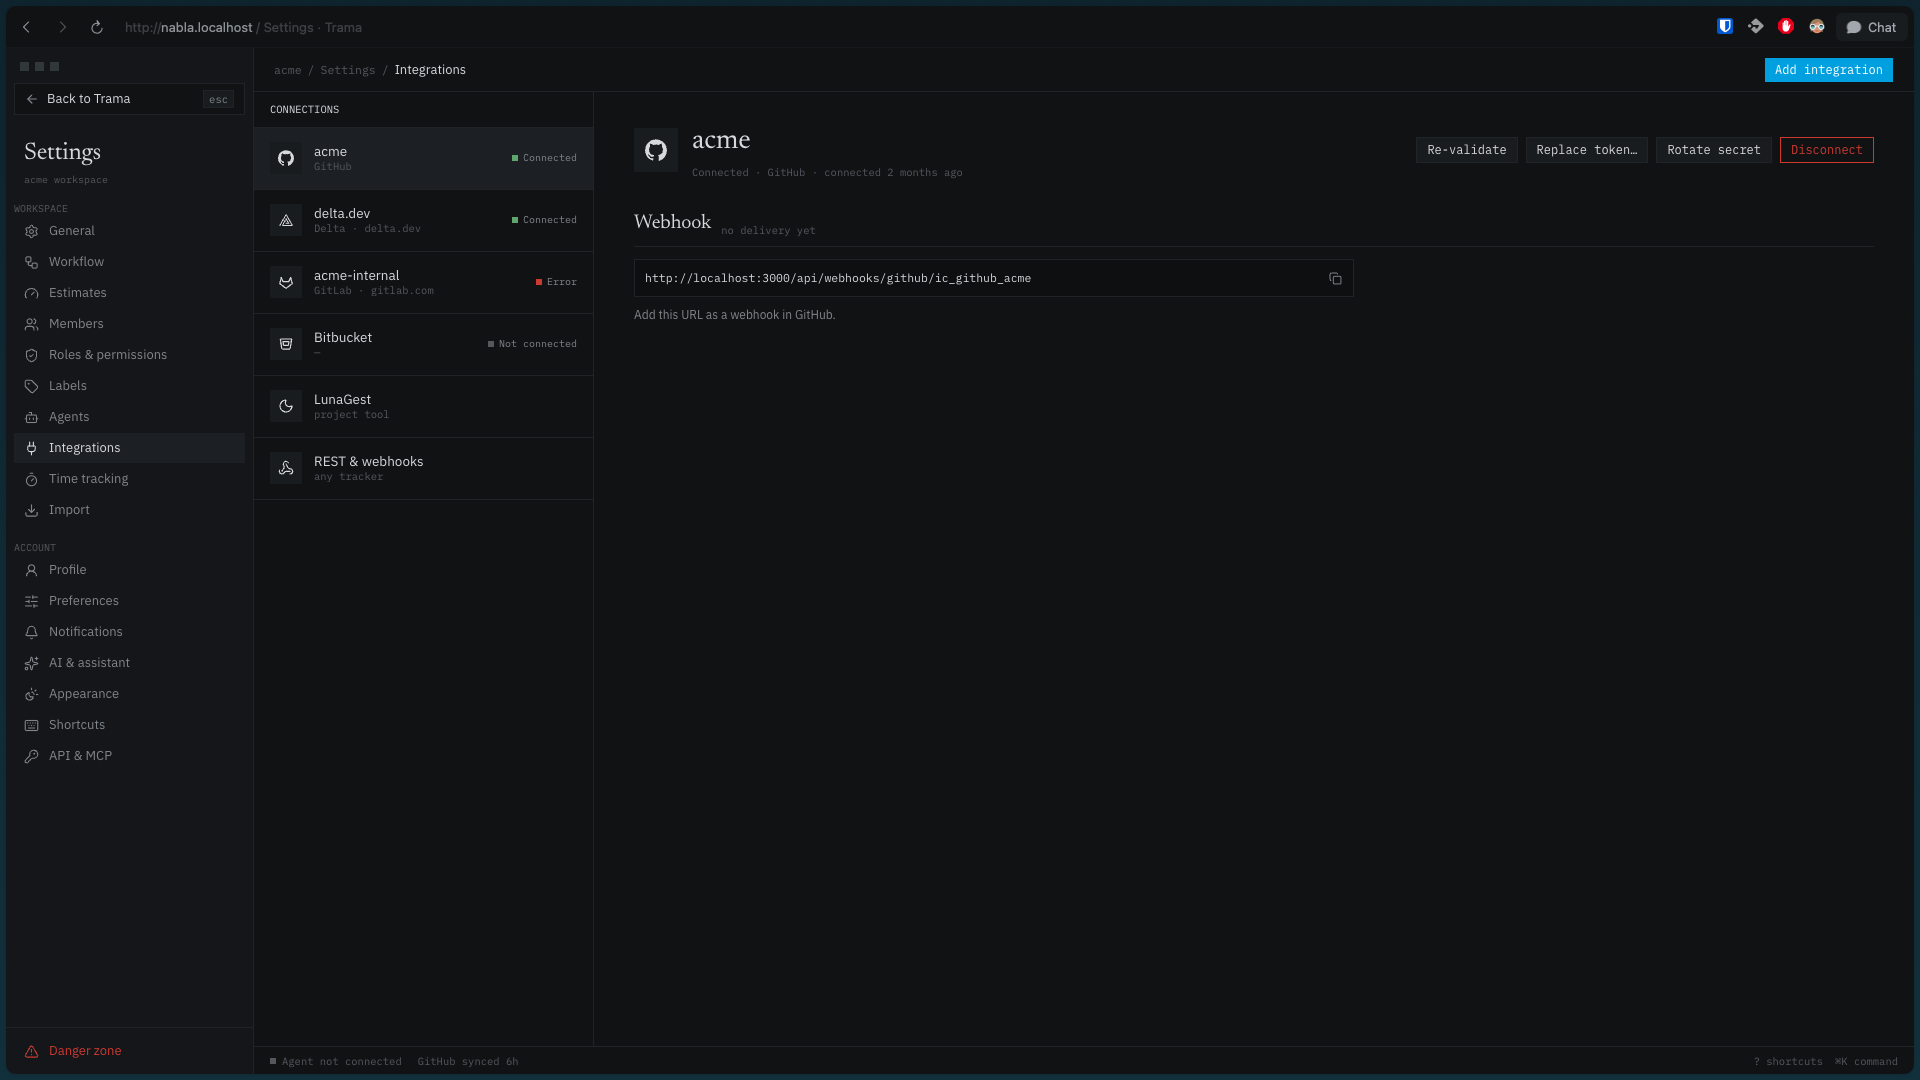 http://nabla.localhost / Settings · Trama
Chat
Back to Trama
esc
Settings
acme workspace
WORKSPACE
General
Workflow
Estimates
Members
Roles & permissions
Labels
Agents
Integrations
Time tracking
Import
ACCOUNT
Profile
Preferences
Notifications
AI & assistant
Appearance
Shortcuts
API & MCP
Danger zone
acme / Settings / Integrations
Add integration
CONNECTIONS
acme
GitHub
Connected
delta.dev
Delta · delta.dev
Connected
acme-internal
GitLab · gitlab.com
Error
Bitbucket
—
Not connected
LunaGest
project tool
REST & webhooks
any tracker
acme
Connected · GitHub · connected 2 months ago
Re-validate
Replace token…
Rotate secret
Disconnect
Webhook no delivery yet
http://localhost:3000/api/webhooks/github/ic_github_acme
Add this URL as a webhook in GitHub.
Agent not connected
GitHub synced 6h
? shortcuts
⌘K command